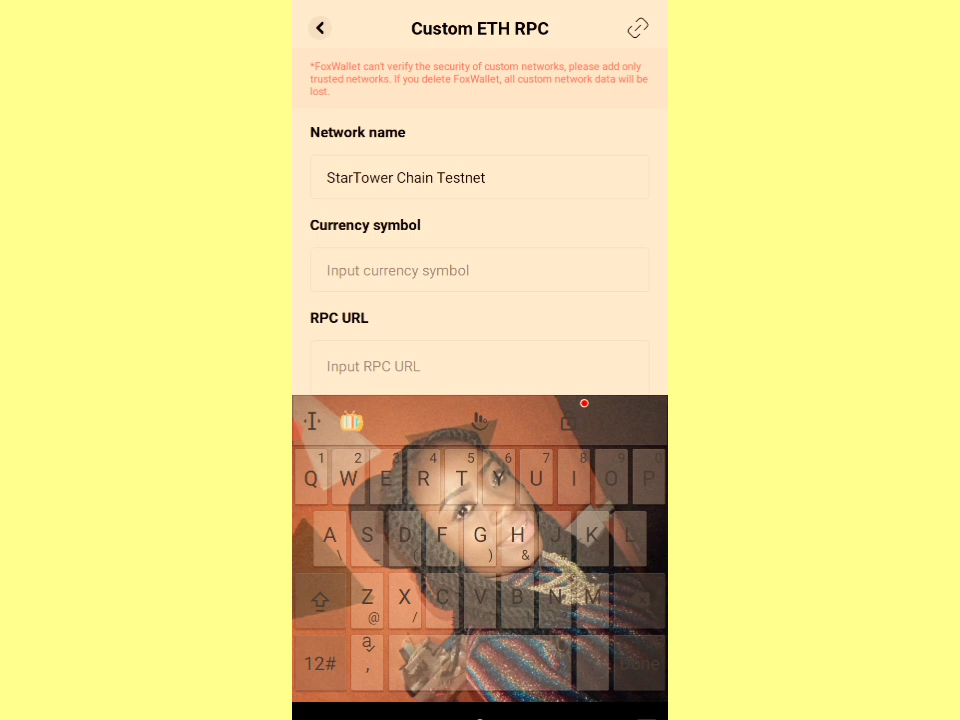 Custom ETH RPC
*FoxWallet can't verify the security of custom networks, please add only
trusted networks. If you delete FoxWallet, all custom network data will be
lost.
Network name
StarTower Chain Testnet
Currency symbol
Input currency symbol
RPC URL
Input RPC URL
1 2 3 4 5 6 7 8 9 0
Q W E R T Y U I O P
A S D F G H J K L
\ ( ) &
Z X C V B N M
@ /
12# a , Done